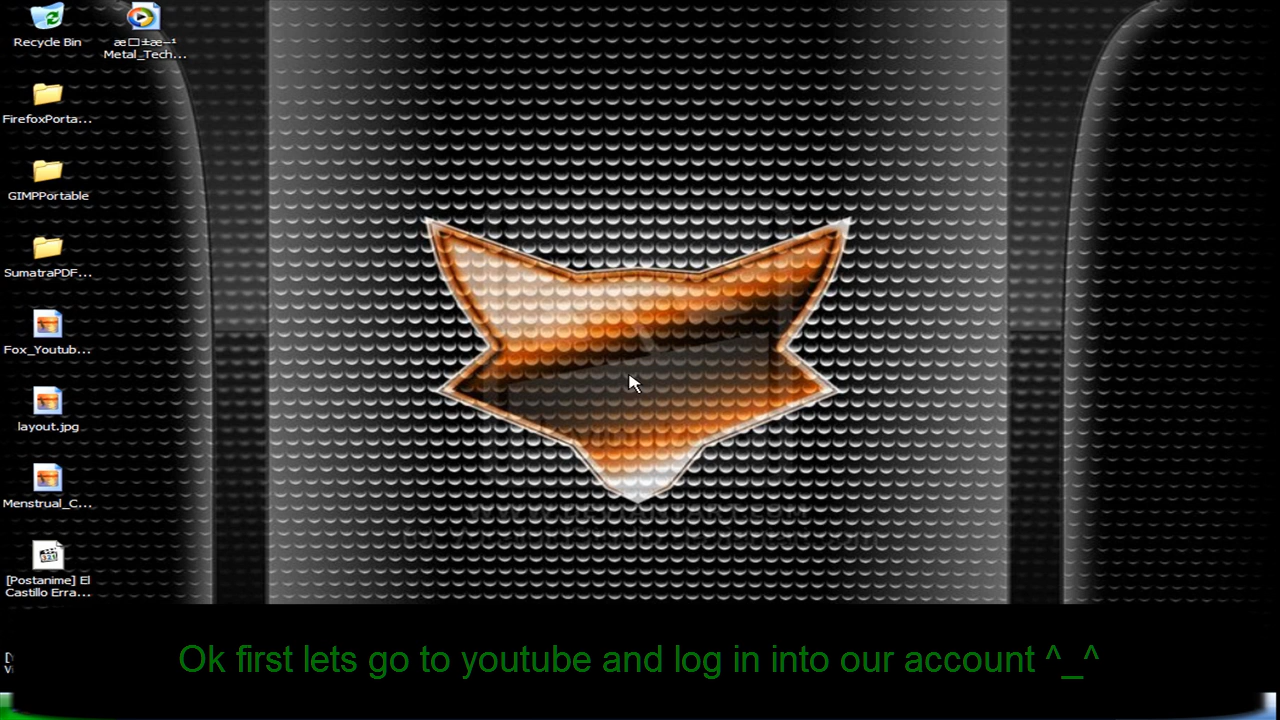 Recycle Bin
æ□±æ–¹
Metal_Tech...
FirefoxPorta...
GIMPPortable
SumatraPDF...
Fox_Youtub...
layout.jpg
Menstrual_C...
[Postanime] El
Castillo Erra...
Ok first lets go to youtube and log in into our account ^_^